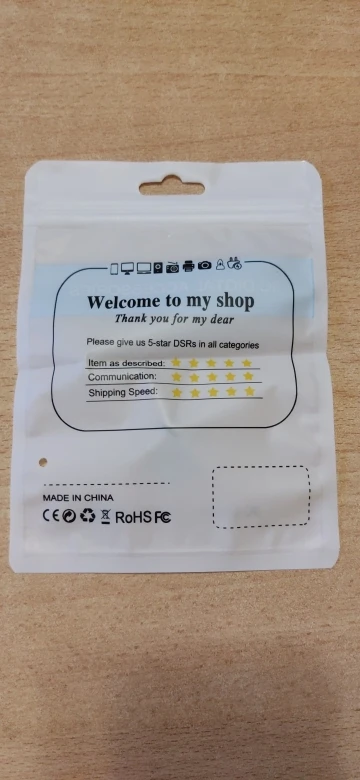 Welcome to my shop
Thank you for my dear
Please give us 5-star DSRs in all categories
Item as described:
Communication:
Shipping Speed:
MADE IN CHINA
CE RoHS FC